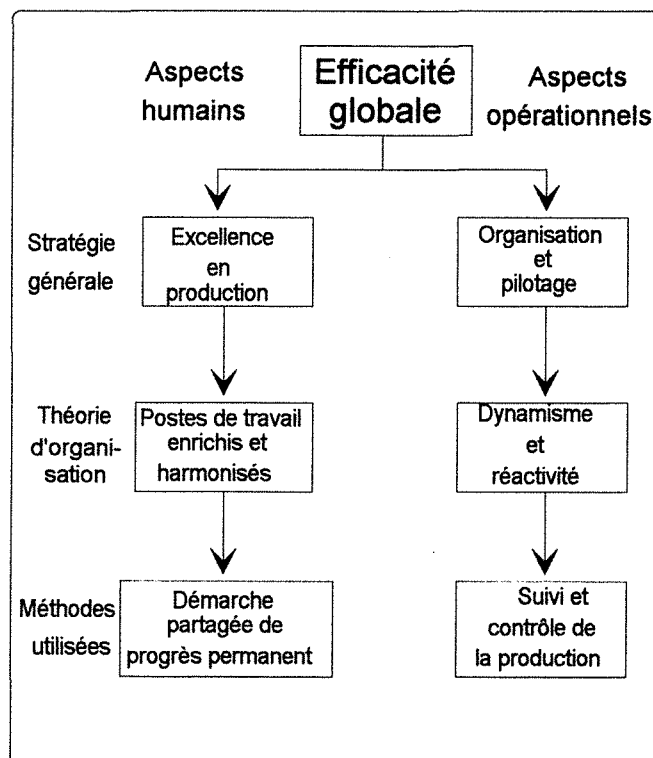 Aspects
humains
Efficacité
globale
Aspects
opérationnels
Stratégie
générale
Excellence
en
production
Organisation
et
pilotage
Théorie
d'organi-
sation
Postes de travail
enrichis et
harmonisés
Dynamisme
et
réactivité
Méthodes
utilisées
Démarche
partagée de
progrès permanent
Suivi et
contrôle de
la production